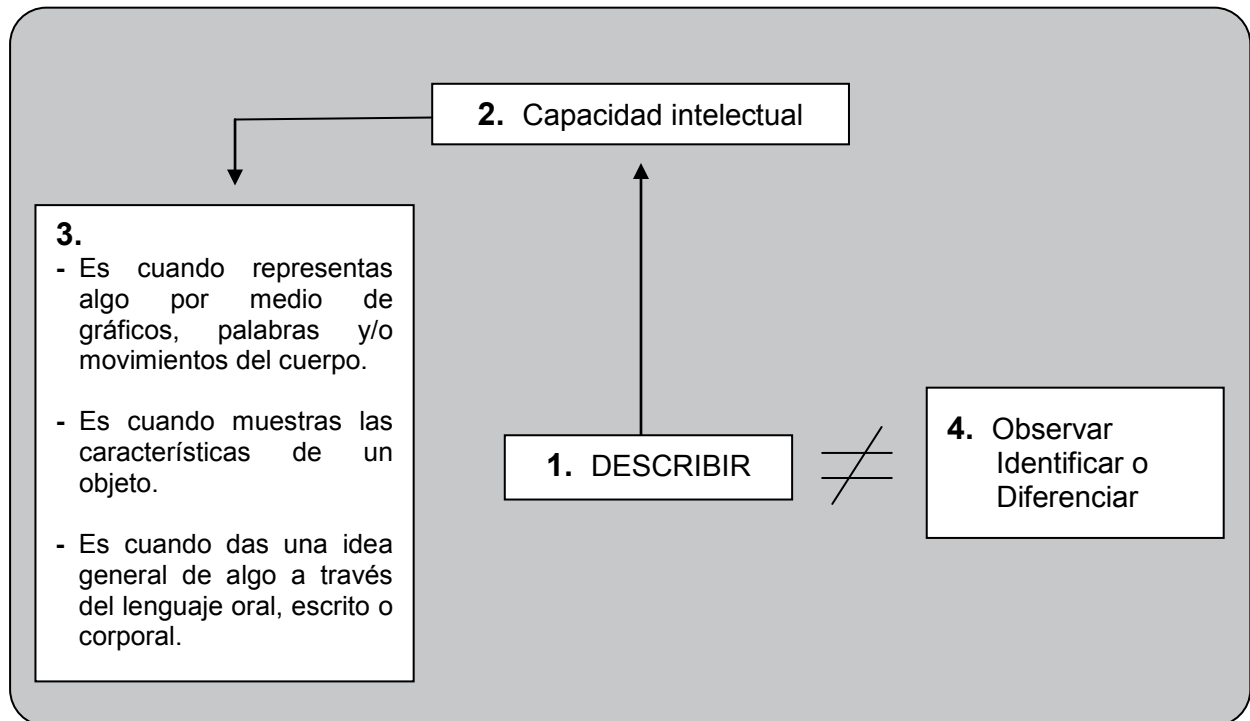 2. Capacidad intelectual
3.
- Es cuando representas
algo por medio de
gráficos, palabras y/o
movimientos del cuerpo.
- Es cuando muestras las
características de un
objeto.
- Es cuando das una idea
general de algo a través
del lenguaje oral, escrito o
corporal.
1. DESCRIBIR
4. Observar
Identificar o
Diferenciar